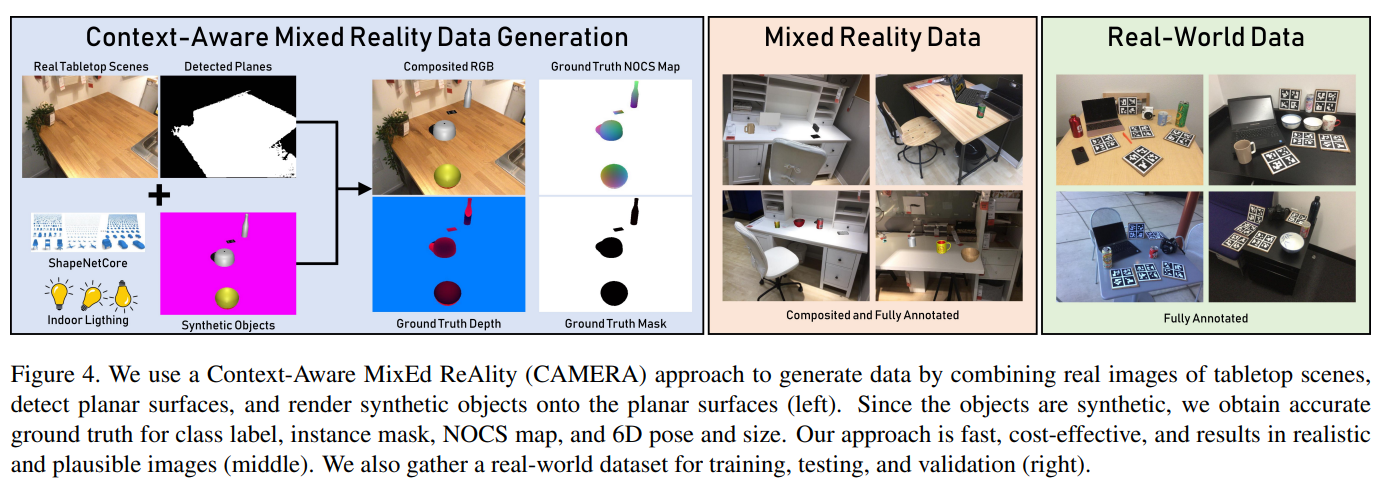 Context-Aware Mixed Reality Data Generation
Real Tabletop Scenes
Detected Planes
Composited RGB
Ground Truth NOCS Map
ShapeNetCore
Indoor Ligthing
Synthetic Objects
Ground Truth Depth
Ground Truth Mask
Mixed Reality Data
Composited and Fully Annotated
Real-World Data
Fully Annotated
Figure 4. We use a Context-Aware MixEd ReAlity (CAMERA) approach to generate data by combining real images of tabletop scenes,
detect planar surfaces, and render synthetic objects onto the planar surfaces (left). Since the objects are synthetic, we obtain accurate
ground truth for class label, instance mask, NOCS map, and 6D pose and size. Our approach is fast, cost-effective, and results in realistic
and plausible images (middle). We also gather a real-world dataset for training, testing, and validation (right).